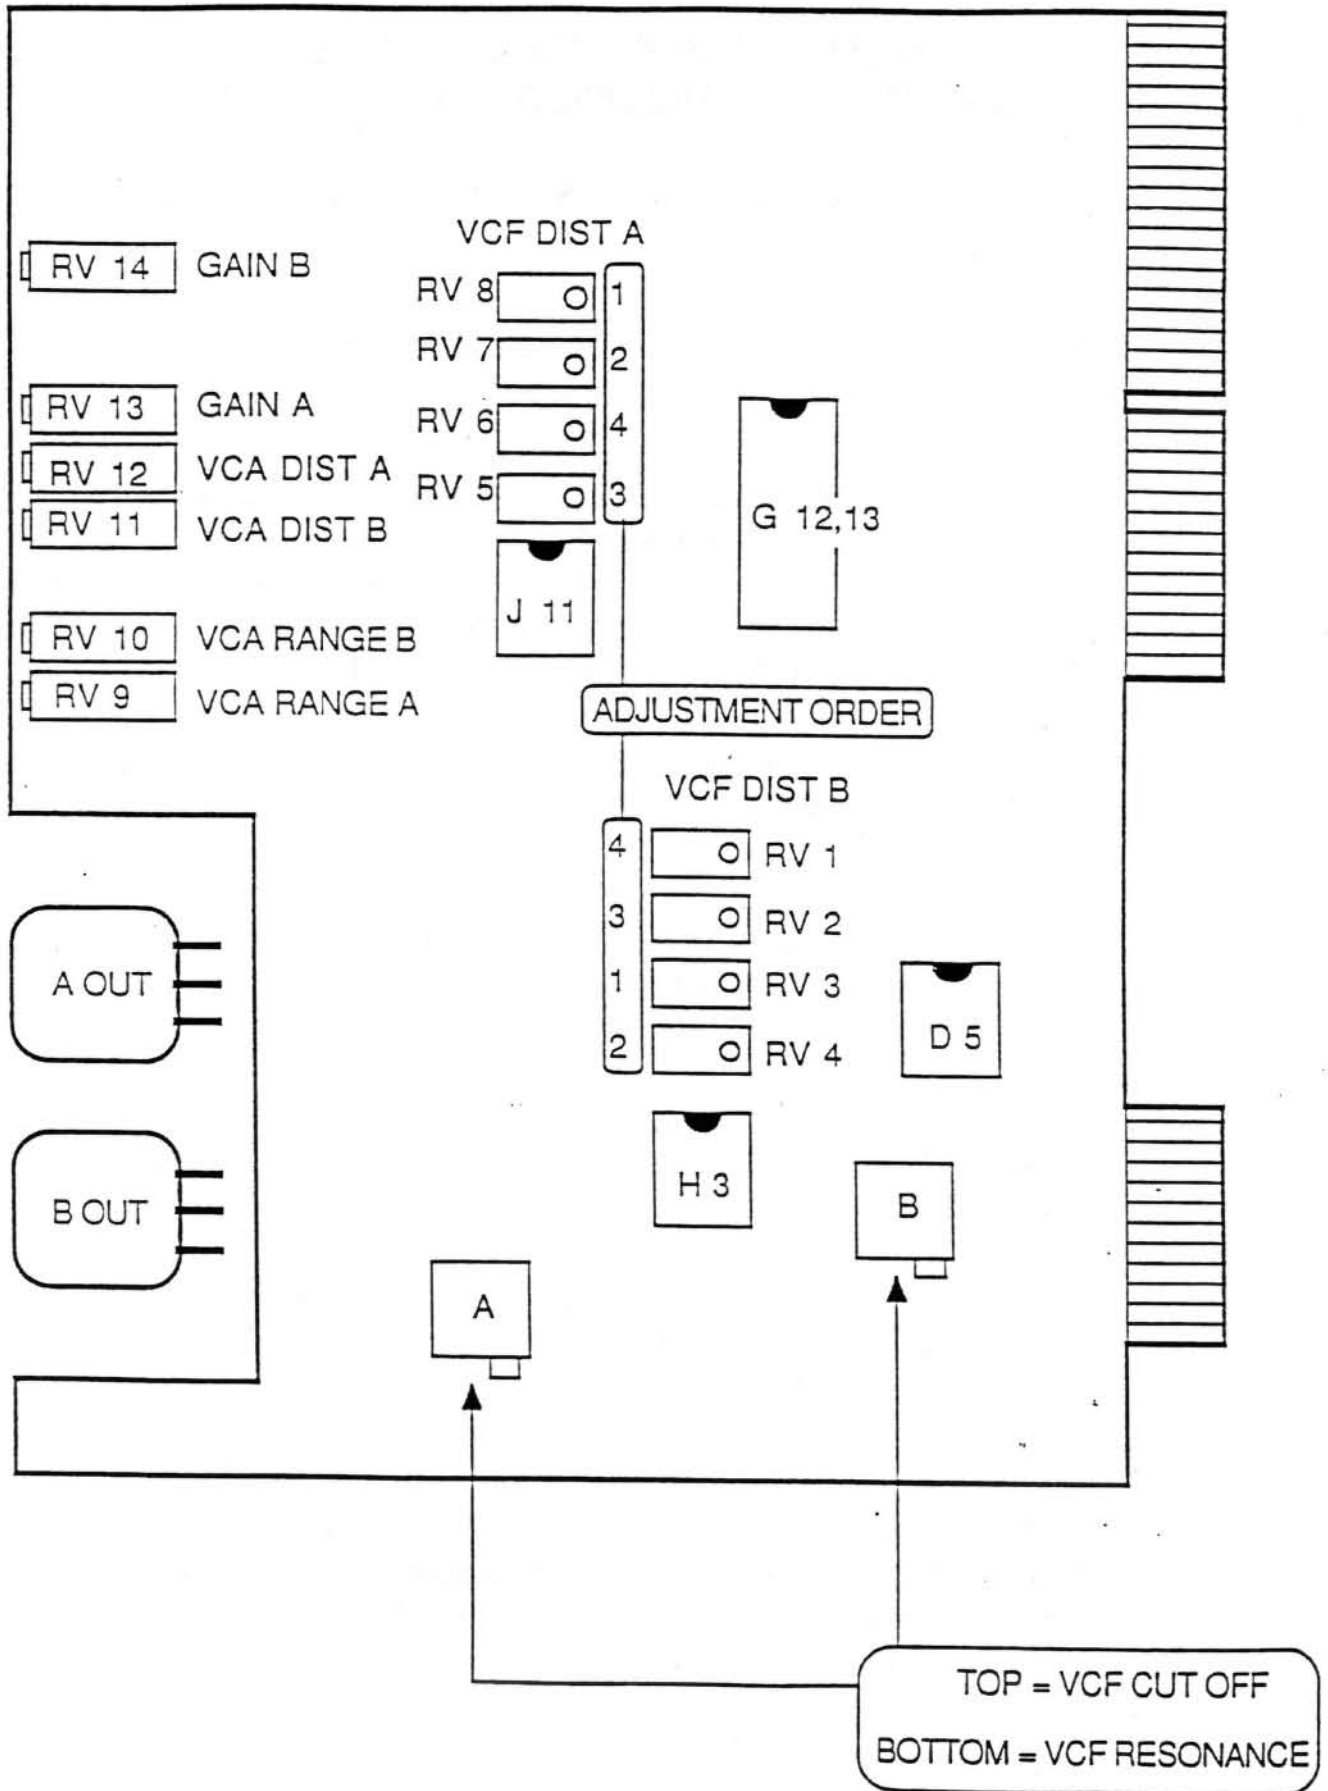 VCF DIST A
RV 14 GAIN B
RV 8 1
RV 7 2
RV 13 GAIN A
RV 6 4
RV 12 VCA DIST A
RV 5 3
RV 11 VCA DIST B
G 12,13
J 11
RV 10 VCA RANGE B
RV 9 VCA RANGE A
ADJUSTMENT ORDER
VCF DIST B
4 RV 1
3 RV 2
1 RV 3
2 RV 4
A OUT
D 5
H 3
B OUT
B
A
TOP = VCF CUT OFF
BOTTOM = VCF RESONANCE